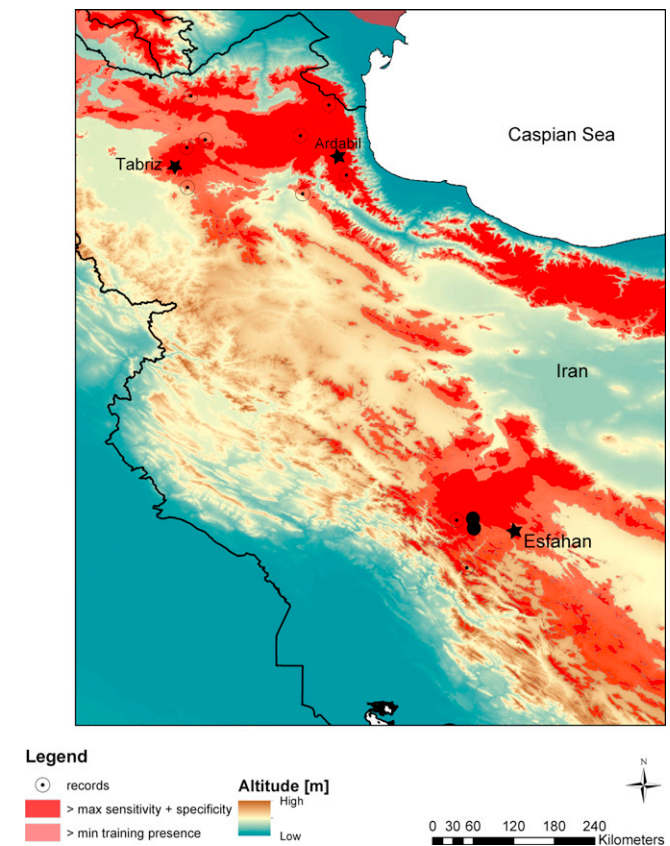 Caspian Sea
Ardabil
Tabriz
Iran
Esfahan
Legend
records
> max sensitivity + specificity
> min training presence
Altitude [m]
High
Low
N
0 30 60 120 180 240
Kilometers